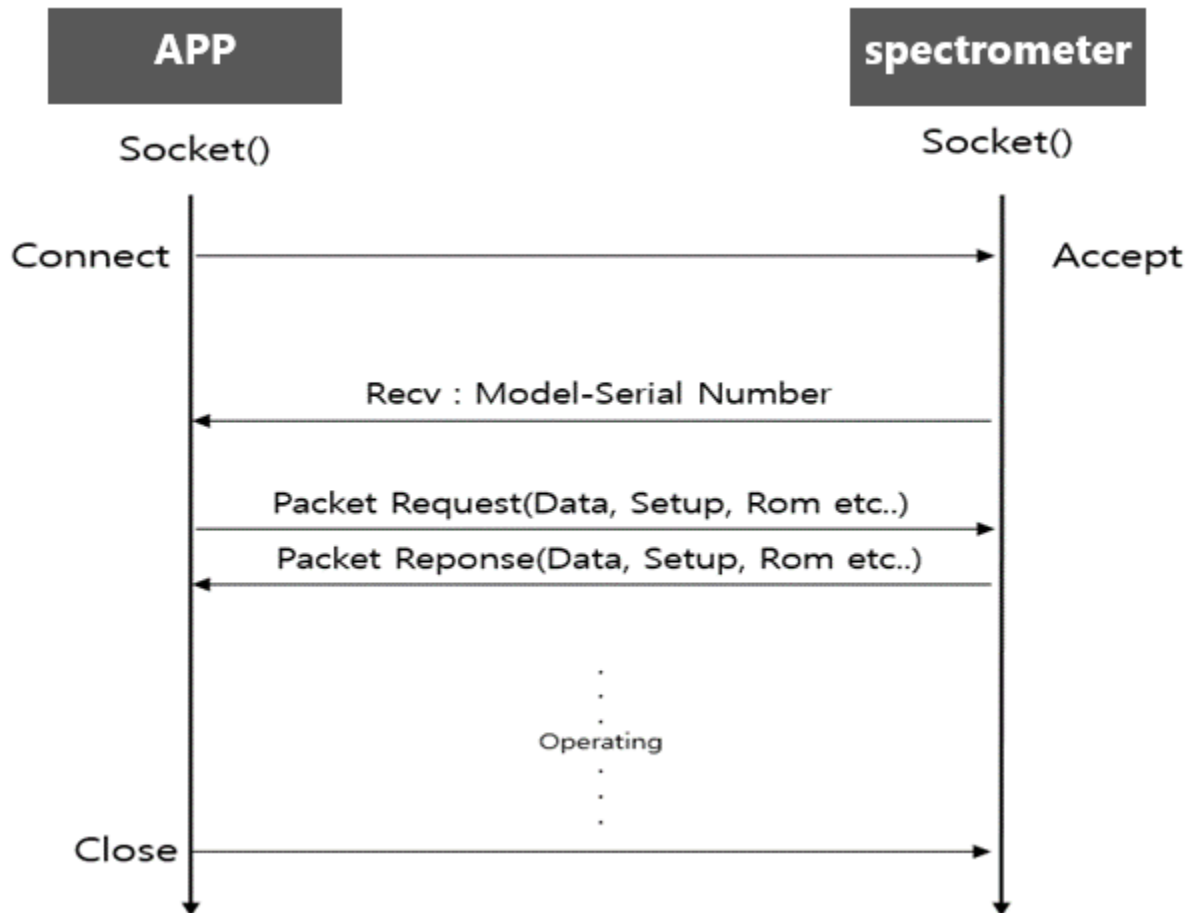 APP
spectrometer
Socket()
Socket()
Connect
Accept
Recv : Model-Serial Number
Packet Request(Data, Setup, Rom etc..)
Packet Reponse(Data, Setup, Rom etc..)
Operating
Close